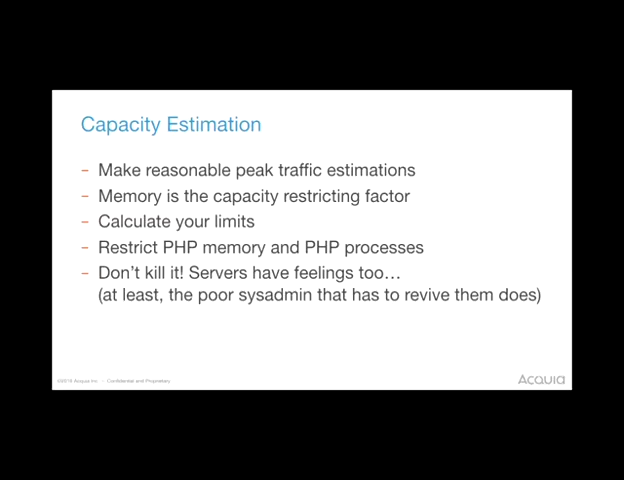 Capacity Estimation
– Make reasonable peak traffic estimations
– Memory is the capacity restricting factor
– Calculate your limits
– Restrict PHP memory and PHP processes
– Don't kill it! Servers have feelings too…
(at least, the poor sysadmin that has to revive them does)
Acquia Inc. — Confidential and Proprietary
Acquia